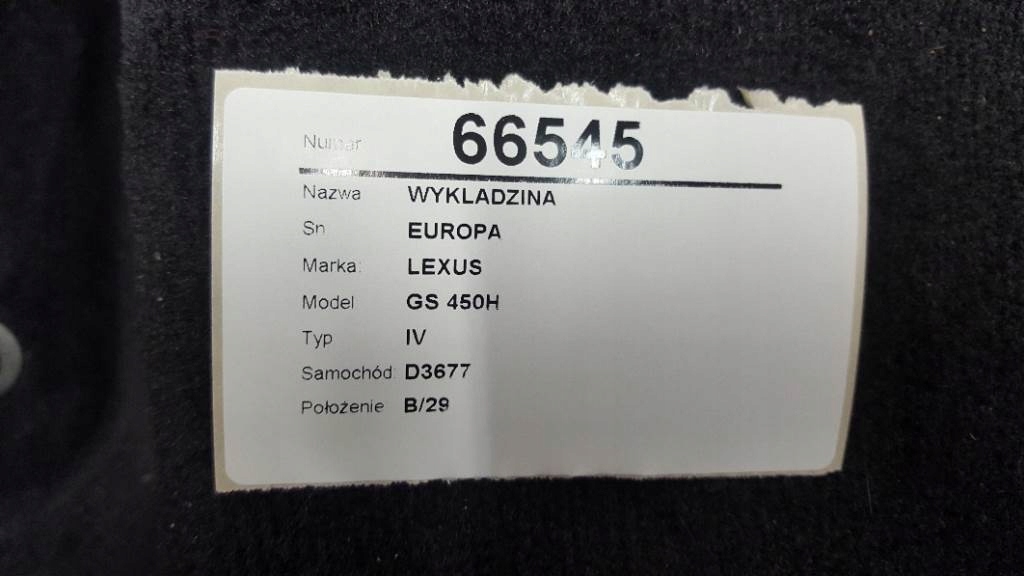 Numer 66545
Nazwa WYKLADZINA
Sn EUROPA
Marka: LEXUS
Model GS 450H
Typ IV
Samochód D3677
Położenie B/29